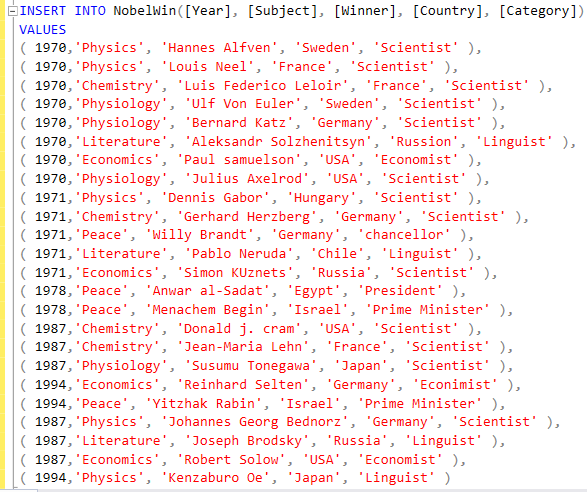 INSERT INTO NobelWin([Year], [Subject], [Winner], [Country], [Category])
VALUES
( 1970,'Physics', 'Hannes Alfven', 'Sweden', 'Scientist' ),
( 1970,'Physics', 'Louis Neel', 'France', 'Scientist' ),
( 1970,'Chemistry', 'Luis Federico Leloir', 'France', 'Scientist' ),
( 1970,'Physiology', 'Ulf Von Euler', 'Sweden', 'Scientist' ),
( 1970,'Physiology', 'Bernard Katz', 'Germany', 'Scientist' ),
( 1970,'Literature', 'Aleksandr Solzhenitsyn', 'Russion', 'Linguist' ),
( 1970,'Economics', 'Paul samuelson', 'USA', 'Economist' ),
( 1970,'Physiology', 'Julius Axelrod', 'USA', 'Scientist' ),
( 1971,'Physics', 'Dennis Gabor', 'Hungary', 'Scientist' ),
( 1971,'Chemistry', 'Gerhard Herzberg', 'Germany', 'Scientist' ),
( 1971,'Peace', 'Willy Brandt', 'Germany', 'chancellor' ),
( 1971,'Literature', 'Pablo Neruda', 'Chile', 'Linguist' ),
( 1971,'Economics', 'Simon KUznets', 'Russia', 'Scientist' ),
( 1978,'Peace', 'Anwar al-Sadat', 'Egypt', 'President' ),
( 1978,'Peace', 'Menachem Begin', 'Israel', 'Prime Minister' ),
( 1987,'Chemistry', 'Donald j. cram', 'USA', 'Scientist' ),
( 1987,'Chemistry', 'Jean-Maria Lehn', 'France', 'Scientist' ),
( 1987,'Physiology', 'Susumu Tonegawa', 'Japan', 'Scientist' ),
( 1994,'Economics', 'Reinhard Selten', 'Germany', 'Econimist' ),
( 1994,'Peace', 'Yitzhak Rabin', 'Israel', 'Prime Minister' ),
( 1987,'Physics', 'Johannes Georg Bednorz', 'Germany', 'Scientist' ),
( 1987,'Literature', 'Joseph Brodsky', 'Russia', 'Linguist' ),
( 1987,'Economics', 'Robert Solow', 'USA', 'Economist' ),
( 1994,'Physics', 'Kenzaburo Oe', 'Japan', 'Linguist' )